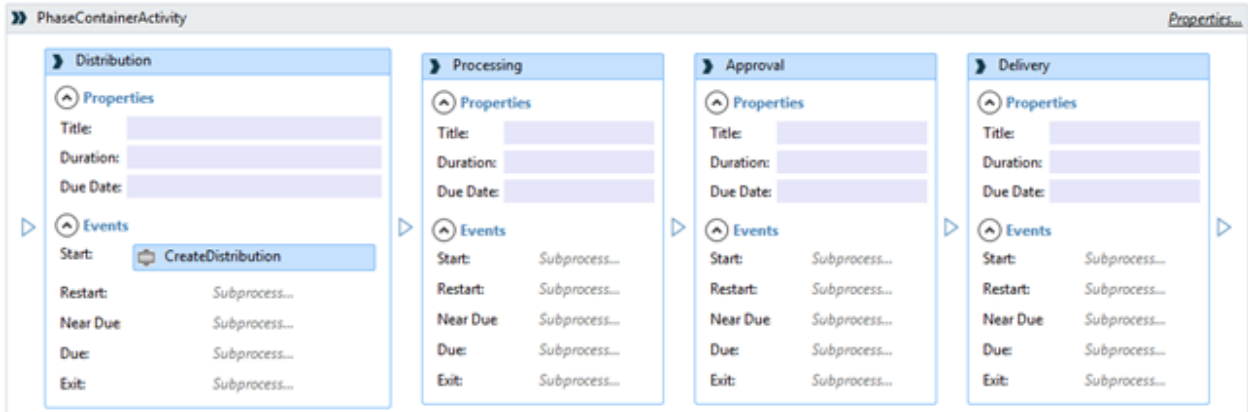 PhaseContainerActivity
Properties...
Distribution
Properties
Title:
Duration:
Due Date:
Events
Start: CreateDistribution
Restart: Subprocess...
Near Due Subprocess...
Due: Subprocess...
Exit: Subprocess...
Processing
Properties
Title:
Duration:
Due Date:
Events
Start: Subprocess...
Restart: Subprocess...
Near Due Subprocess...
Due: Subprocess...
Exit: Subprocess...
Approval
Properties
Title:
Duration:
Due Date:
Events
Start: Subprocess...
Restart: Subprocess...
Near Due Subprocess...
Due: Subprocess...
Exit: Subprocess...
Delivery
Properties
Title:
Duration:
Due Date:
Events
Start: Subprocess...
Restart: Subprocess...
Near Due Subprocess...
Due: Subprocess...
Exit: Subprocess...